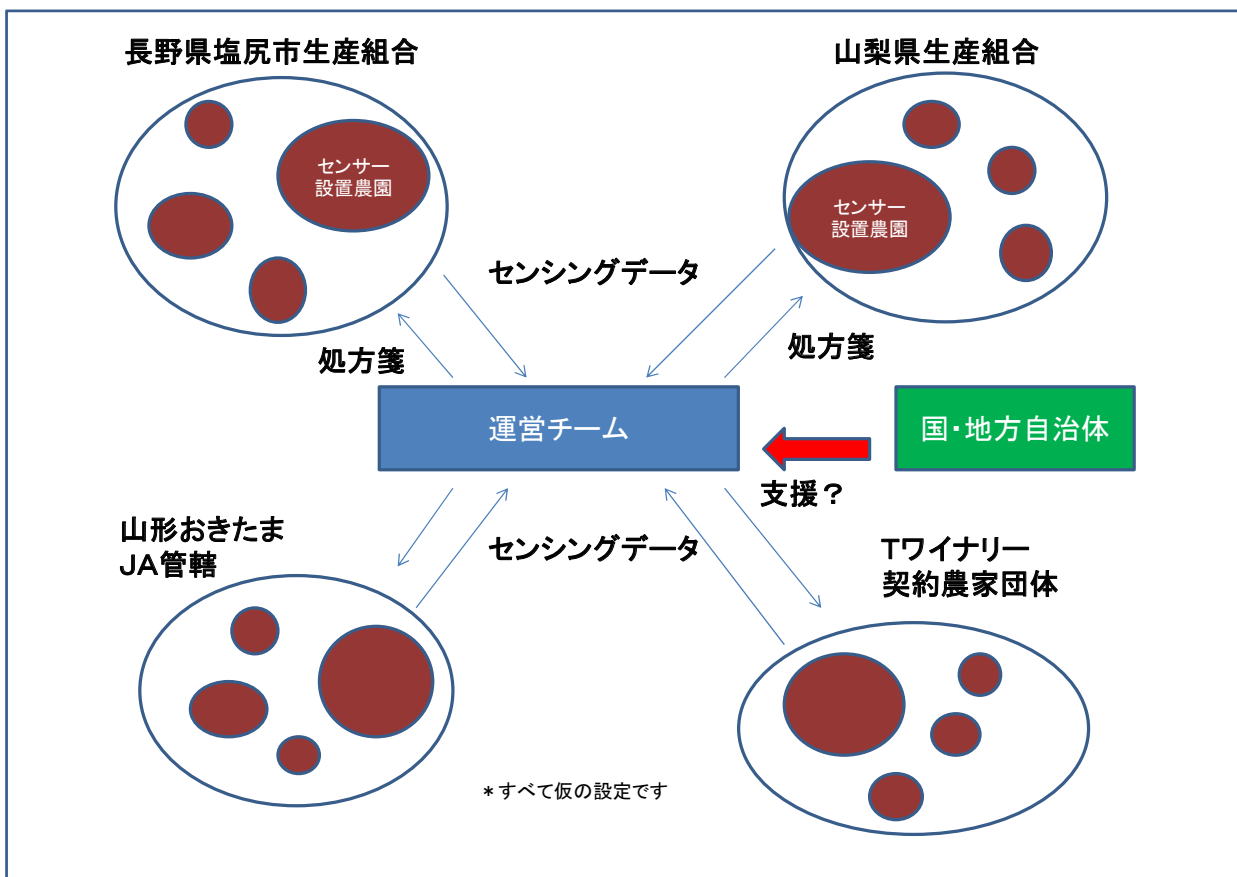 長野県塩尻市生産組合
山梨県生産組合
センサー
設置農園
センサー
設置農園
センシングデータ
処方箋
処方箋
運営チーム
国・地方自治体
支援？
山形おきたま
ＪＡ管轄
センシングデータ
Ｔワイナリー
契約農家団体
＊すべて仮の設定です